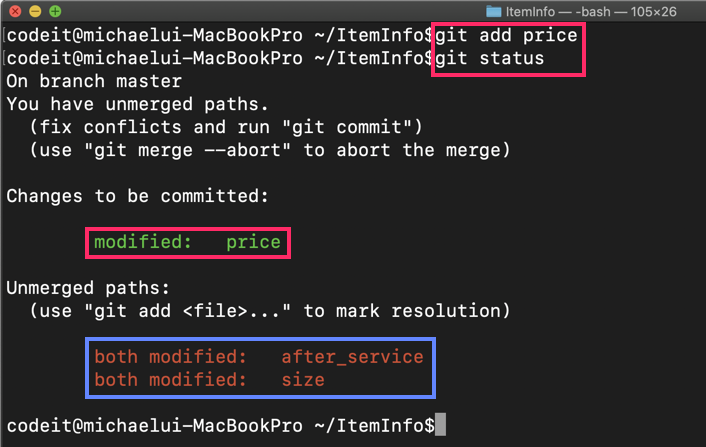 ItemInfo — -bash — 105×26
[codeit@michaelui-MacBookPro ~/ItemInfo$git add price
[codeit@michaelui-MacBookPro ~/ItemInfo$git status
On branch master
You have unmerged paths.
(fix conflicts and run "git commit")
(use "git merge --abort" to abort the merge)
Changes to be committed:
modified: price
Unmerged paths:
(use "git add <file>..." to mark resolution)
both modified: after_service
both modified: size
codeit@michaelui-MacBookPro ~/ItemInfo$